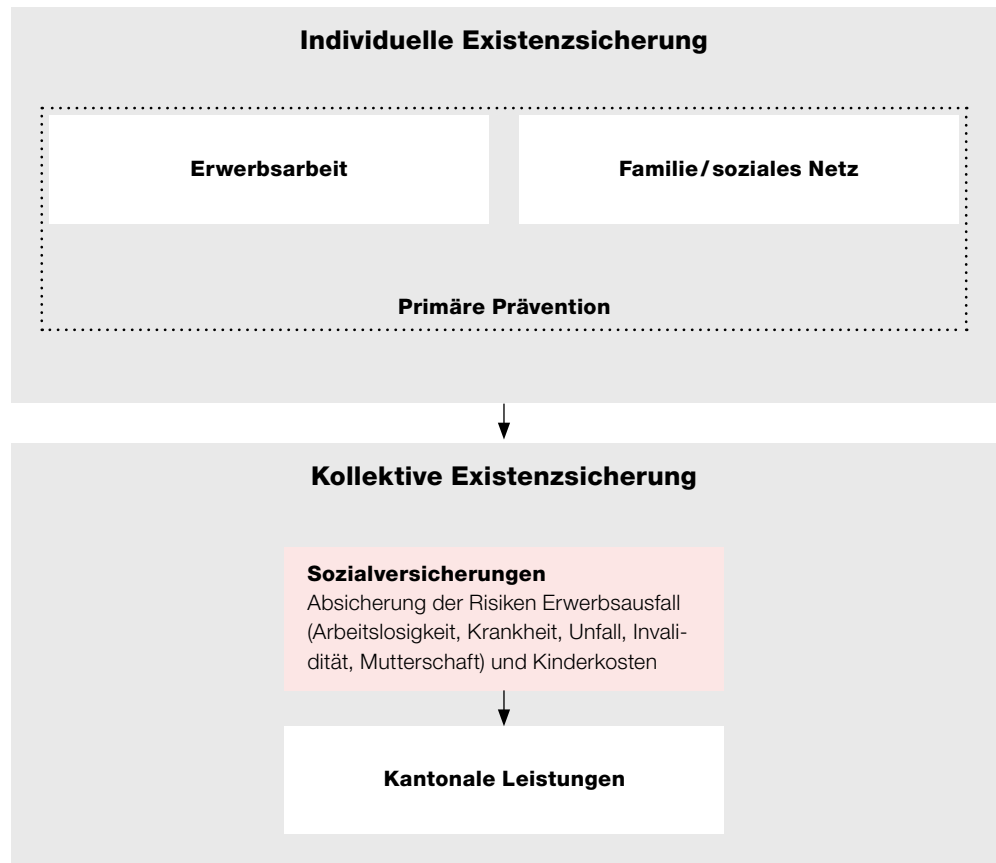 Individuelle Existenzsicherung
Erwerbsarbeit
Familie/soziales Netz
Primäre Prävention
Kollektive Existenzsicherung
Sozialversicherungen
Absicherung der Risiken Erwerbsausfall
(Arbeitslosigkeit, Krankheit, Unfall, Invali-
dität, Mutterschaft) und Kinderkosten
Kantonale Leistungen